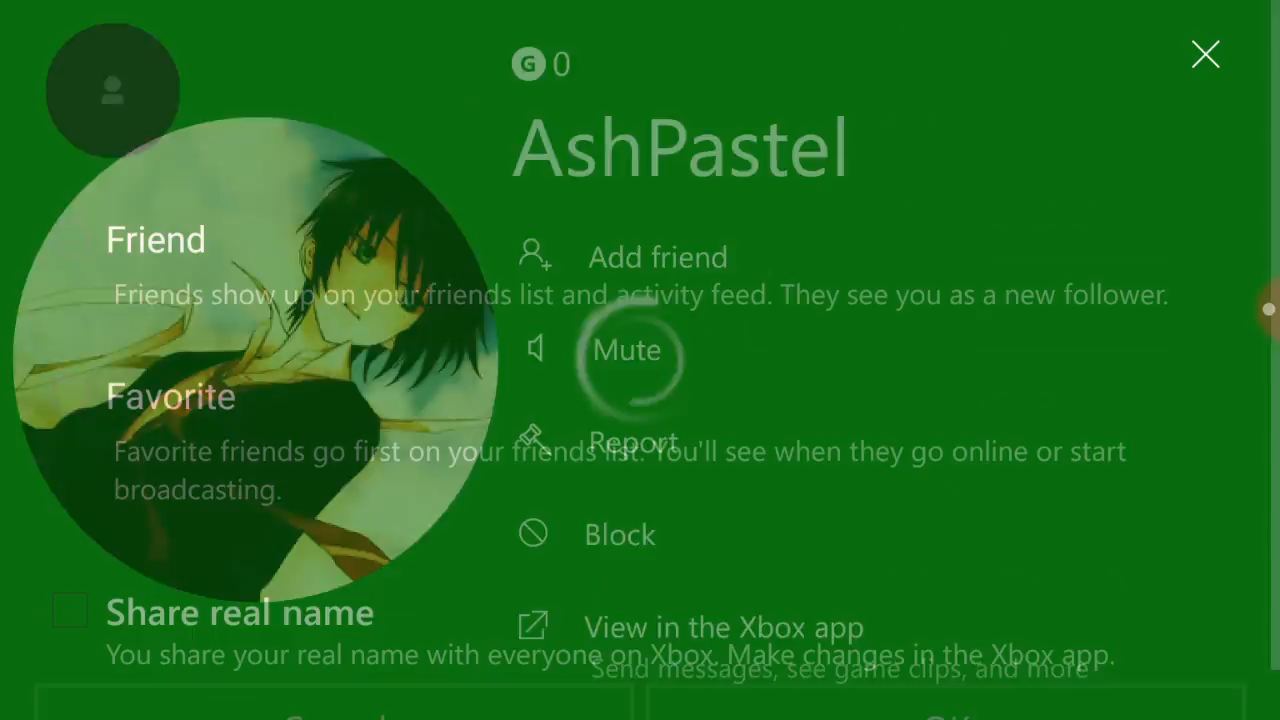 G 0
AshPastel
Friend
Add friend
Friends show up on your friends list and activity feed. They see you as a new follower.
Mute
Favorite
Report
Favorite friends go first on your friends list. You'll see when they go online or start
broadcasting.
Block
Share real name
View in the Xbox app
You share your real name with everyone on Xbox. Make changes in the Xbox app.
Send messages, see game clips, and more